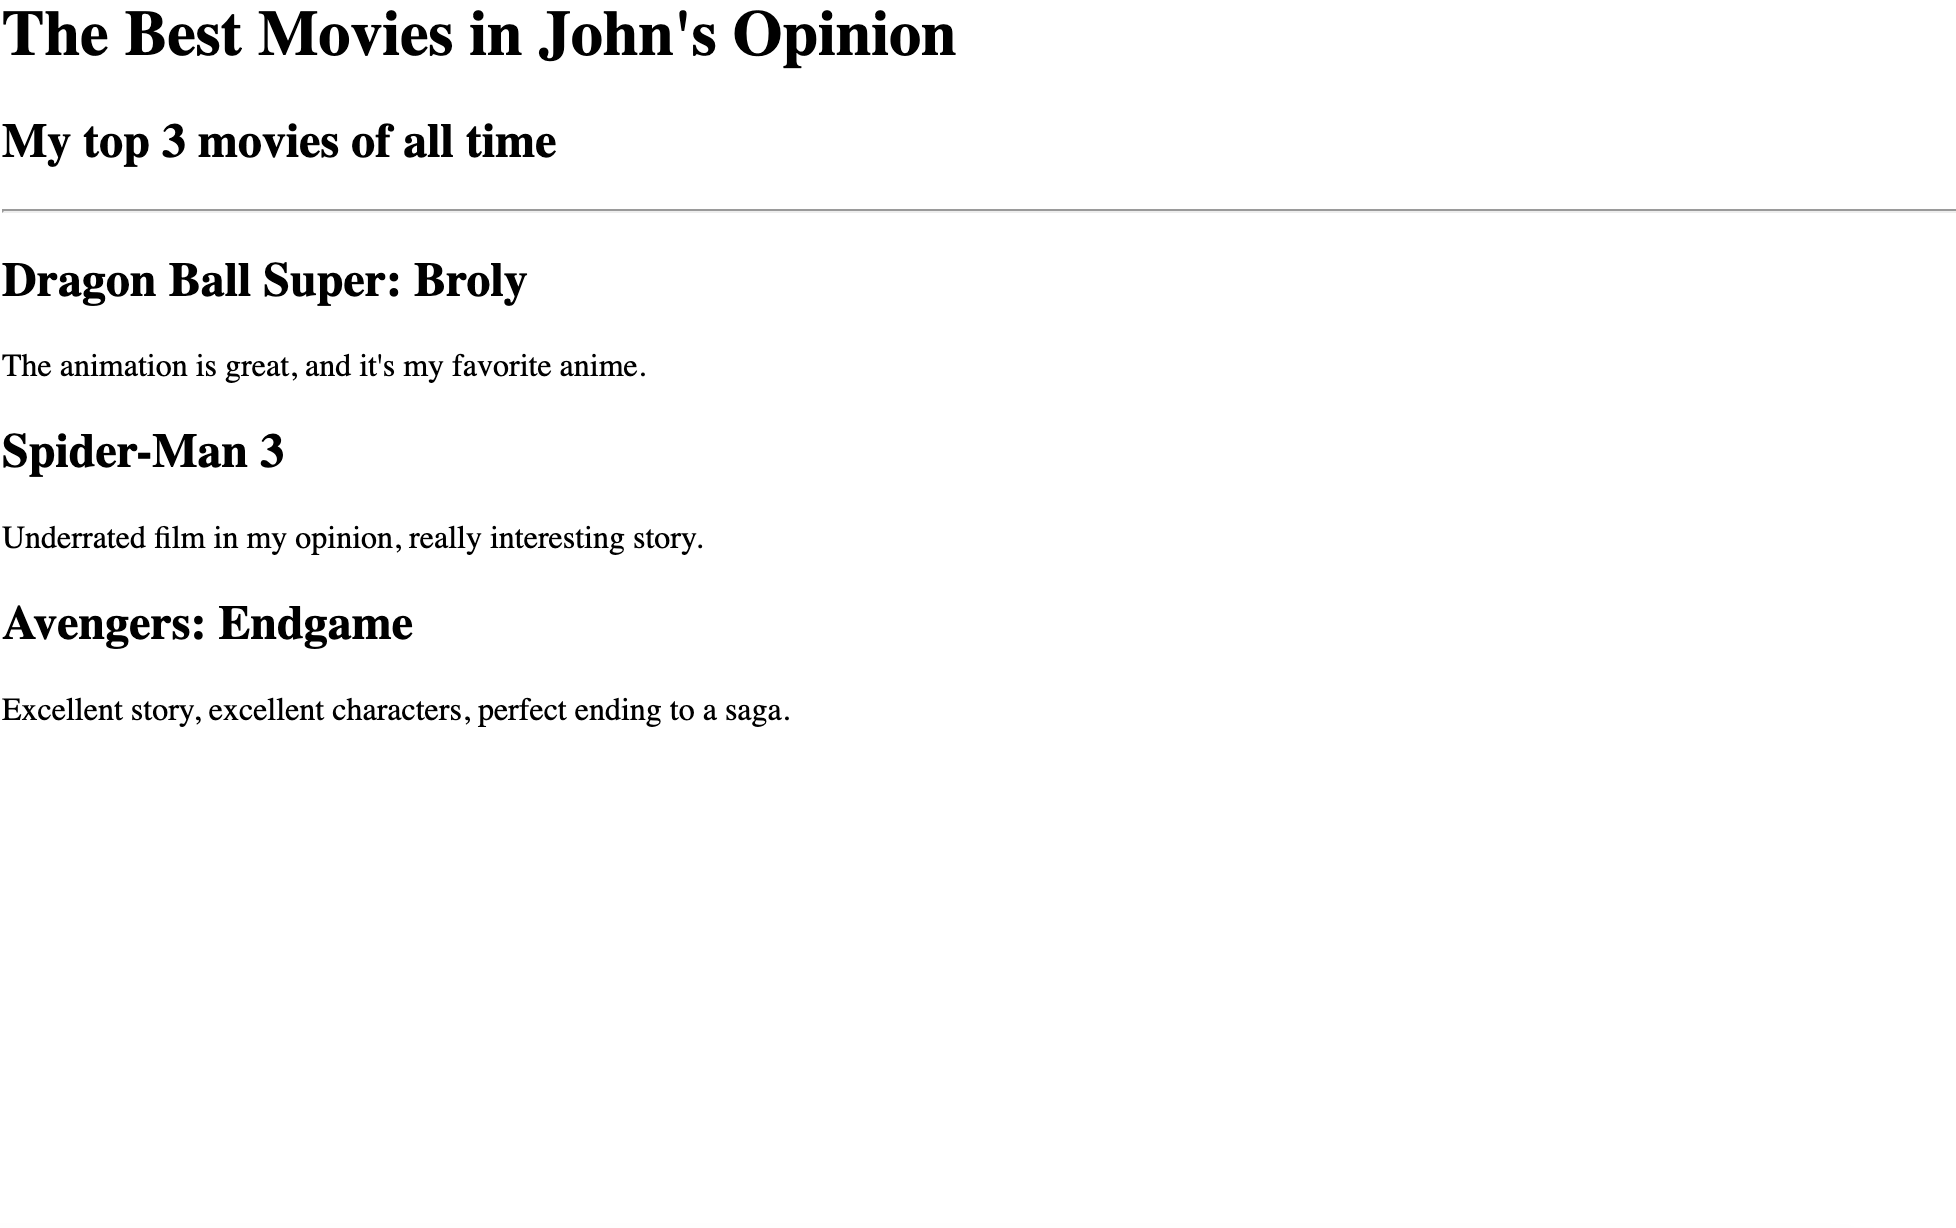 The Best Movies in John's Opinion
My top 3 movies of all time
Dragon Ball Super: Broly
The animation is great, and it's my favorite anime.
Spider-Man 3
Underrated film in my opinion, really interesting story.
Avengers: Endgame
Excellent story, excellent characters, perfect ending to a saga.